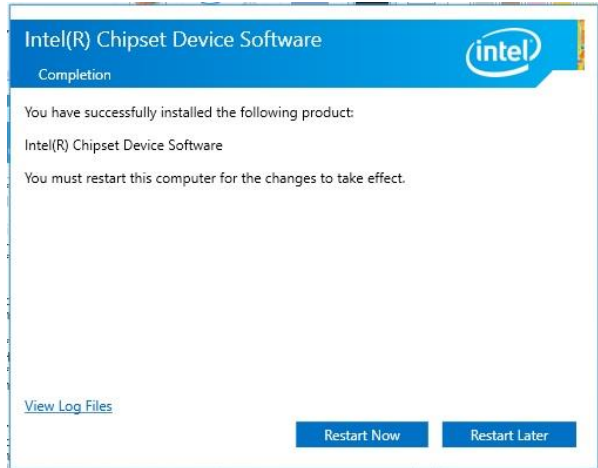 Intel(R) Chipset Device Software
intel
Completion
You have successfully installed the following product:
Intel(R) Chipset Device Software
You must restart this computer for the changes to take effect.
View Log Files
Restart Now
Restart Later